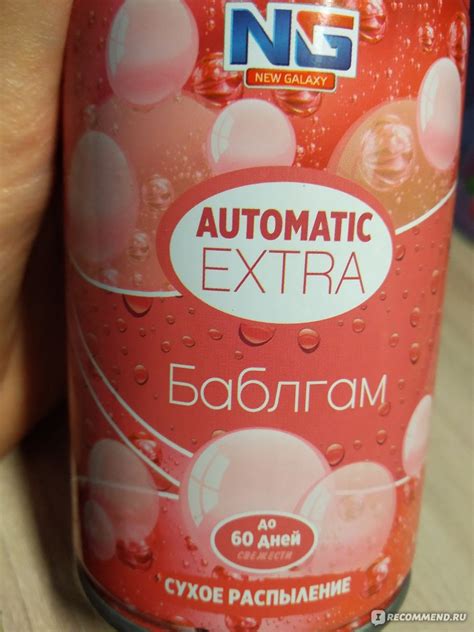 NG
NEW GALAXY
AUTOMATIC
EXTRA
Баблгам
до
60 дней
СВЕЖЕСТИ
СУХОЕ РАСПЫЛЕНИЕ
IRECOMMEND.RU